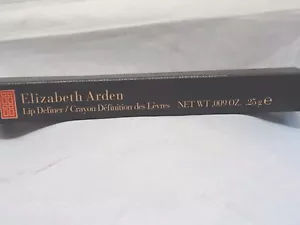 Elizabeth Arden
Lip Definer / Crayon Définition des Lèvres NET WT .009 OZ. .25 g ℮